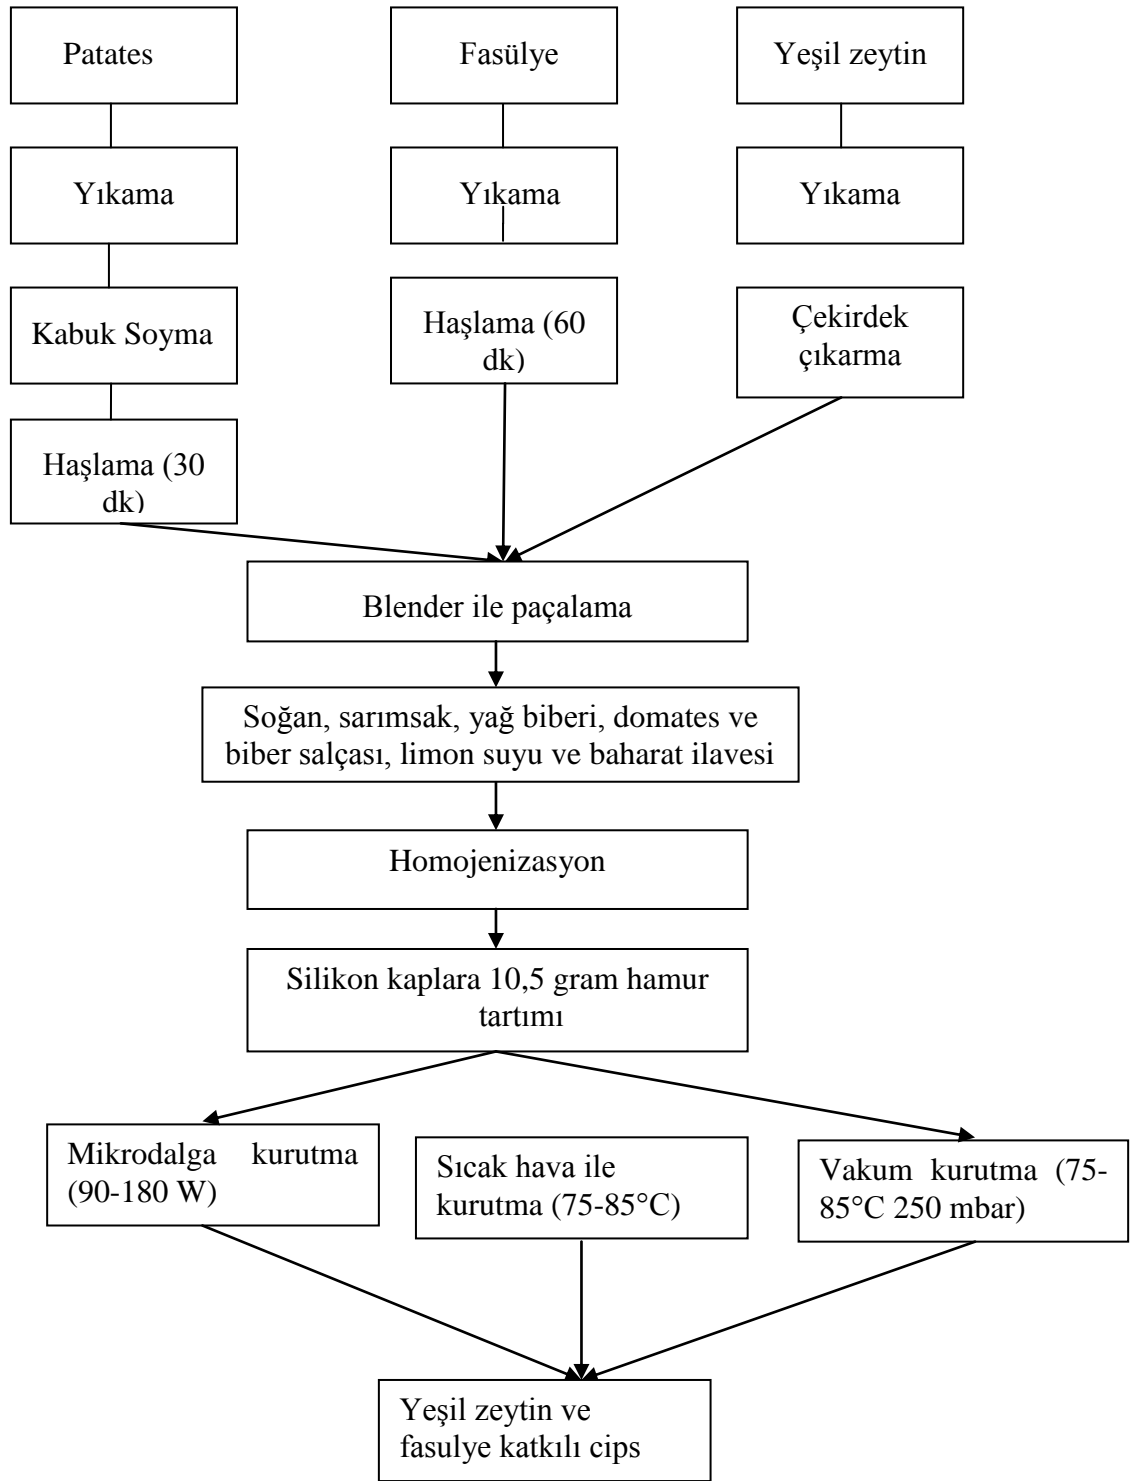 Patates
Fasülye
Yeşil zeytin
Yıkama
Yıkama
Yıkama
Kabuk Soyma
Haşlama (60
dk)
Çekirdek
çıkarma
Haşlama (30
dk)
Blender ile paçalama
Soğan, sarımsak, yağ biberi, domates ve
biber salçası, limon suyu ve baharat ilavesi
Homojenizasyon
Silikon kaplara 10,5 gram hamur
tartımı
Mikrodalga kurutma
(90-180 W)
Sıcak hava ile
kurutma (75-85°C)
Vakum kurutma (75-
85°C 250 mbar)
Yeşil zeytin ve
fasulye katkılı cips